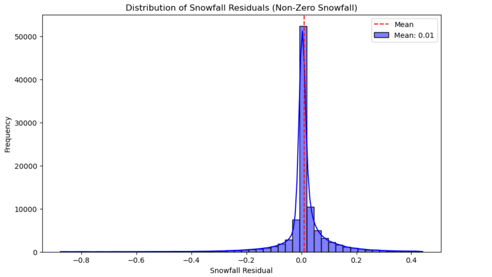 Distribution of Snowfall Residuals (Non-Zero Snowfall)
Mean
Mean: 0.01
50000
40000
30000
20000
10000
0
Frequency
−0.8
−0.6
−0.4
−0.2
0.0
0.2
0.4
Snowfall Residual